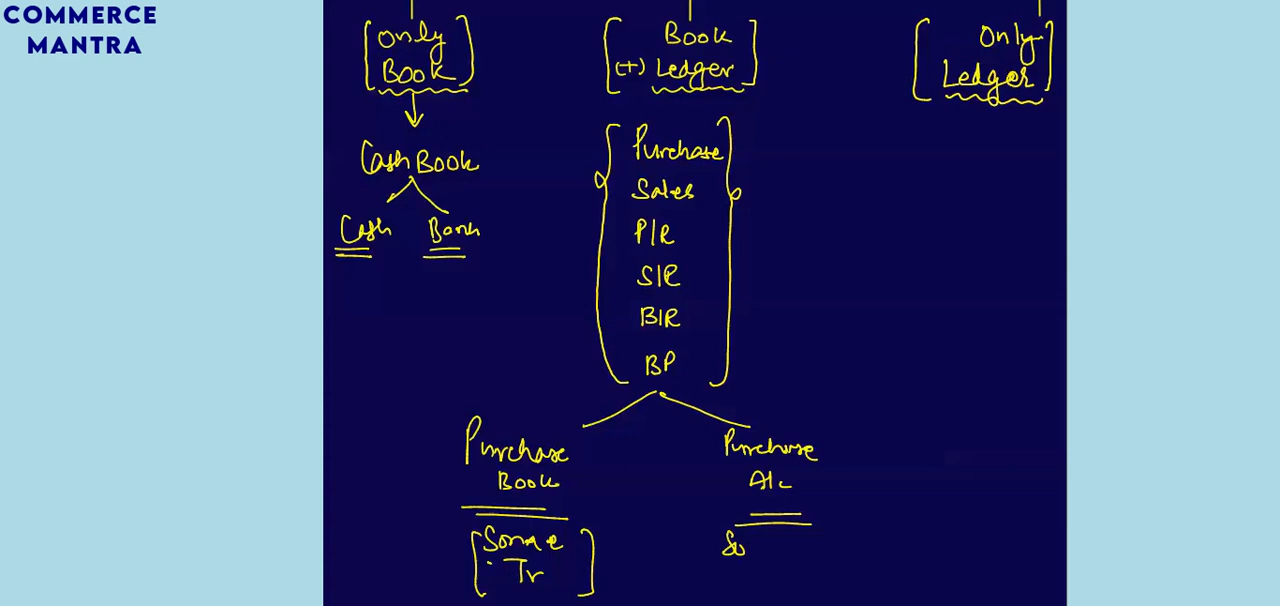 COMMERCE
MANTRA
Only
Book
Cash Book
Cash Bank
Book
(+) Ledger
Purchase
Sales
P/R
S/R
B/R
BP
Purchase
Book
Some
Tr
Purchase
A/c
So
Only
Ledger